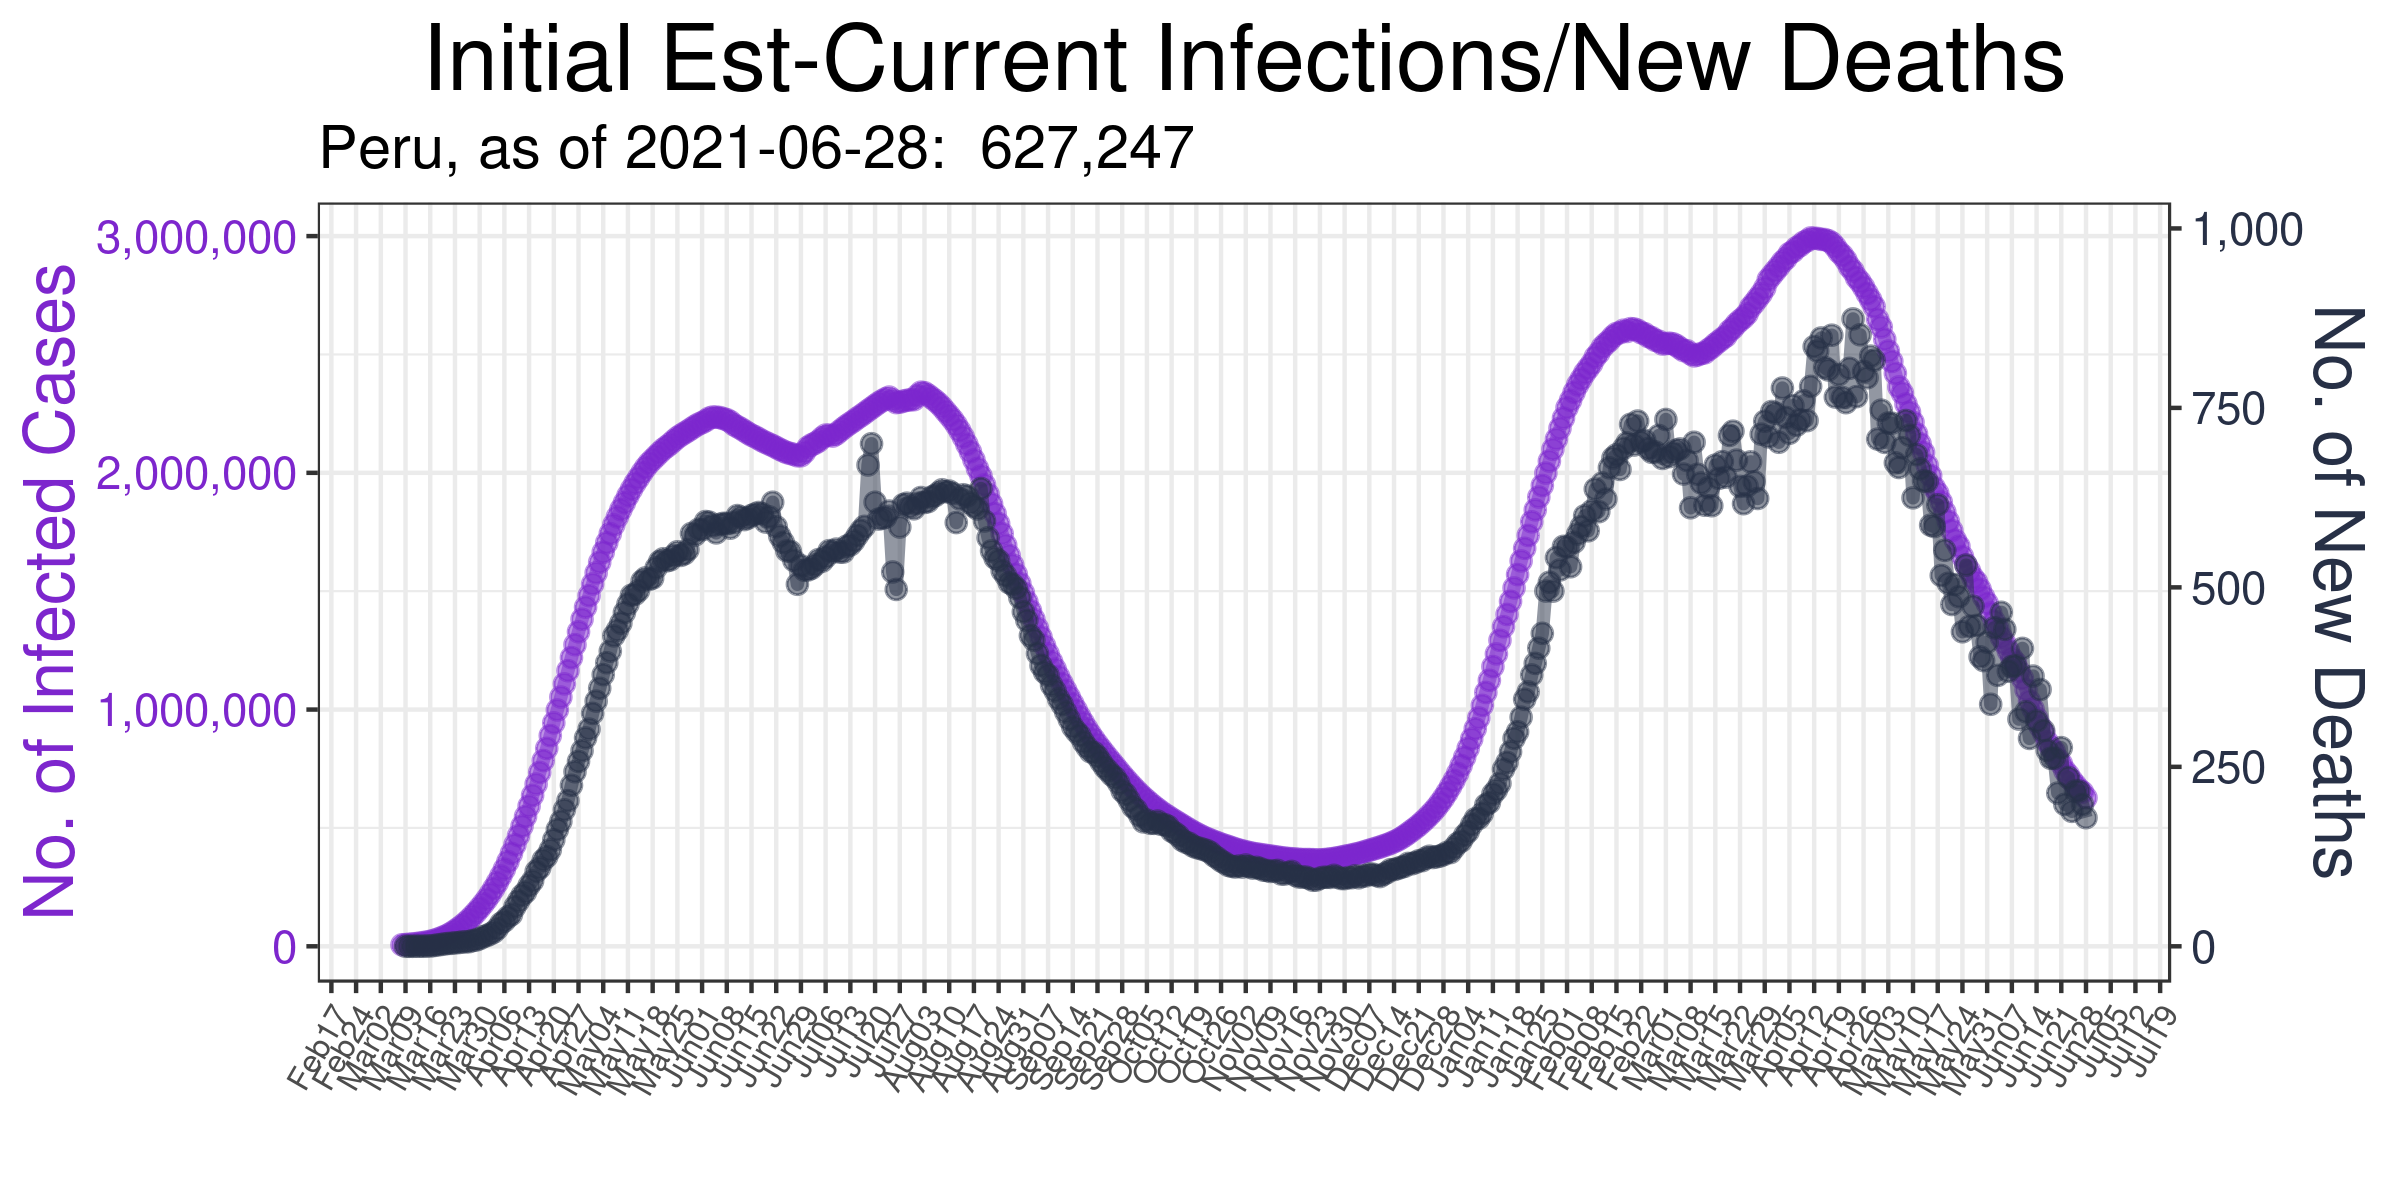 Initial Est-Current Infections/New Deaths
Peru, as of 2021-06-28: 627,247
No. of Infected Cases
3,000,000
2,000,000
1,000,000
0
1,000
750
500
250
0
No. of New Deaths
Feb17
Feb24
Mar02
Mar09
Mar16
Mar23
Mar30
Apr06
Apr13
Apr20
Apr27
May04
May11
May18
May25
Jun01
Jun08
Jun15
Jun22
Jun29
Jul06
Jul13
Jul20
Jul27
Aug03
Aug10
Aug17
Aug24
Aug31
Sep07
Sep14
Sep21
Sep28
Oct05
Oct12
Oct19
Oct26
Nov02
Nov09
Nov16
Nov23
Nov30
Dec07
Dec14
Dec21
Dec28
Jan04
Jan11
Jan18
Jan25
Feb01
Feb08
Feb15
Feb22
Mar01
Mar08
Mar15
Mar22
Mar29
Apr05
Apr12
Apr19
Apr26
May03
May10
May17
May24
May31
Jun07
Jun14
Jun21
Jun28
Jul05
Jul12
Jul19